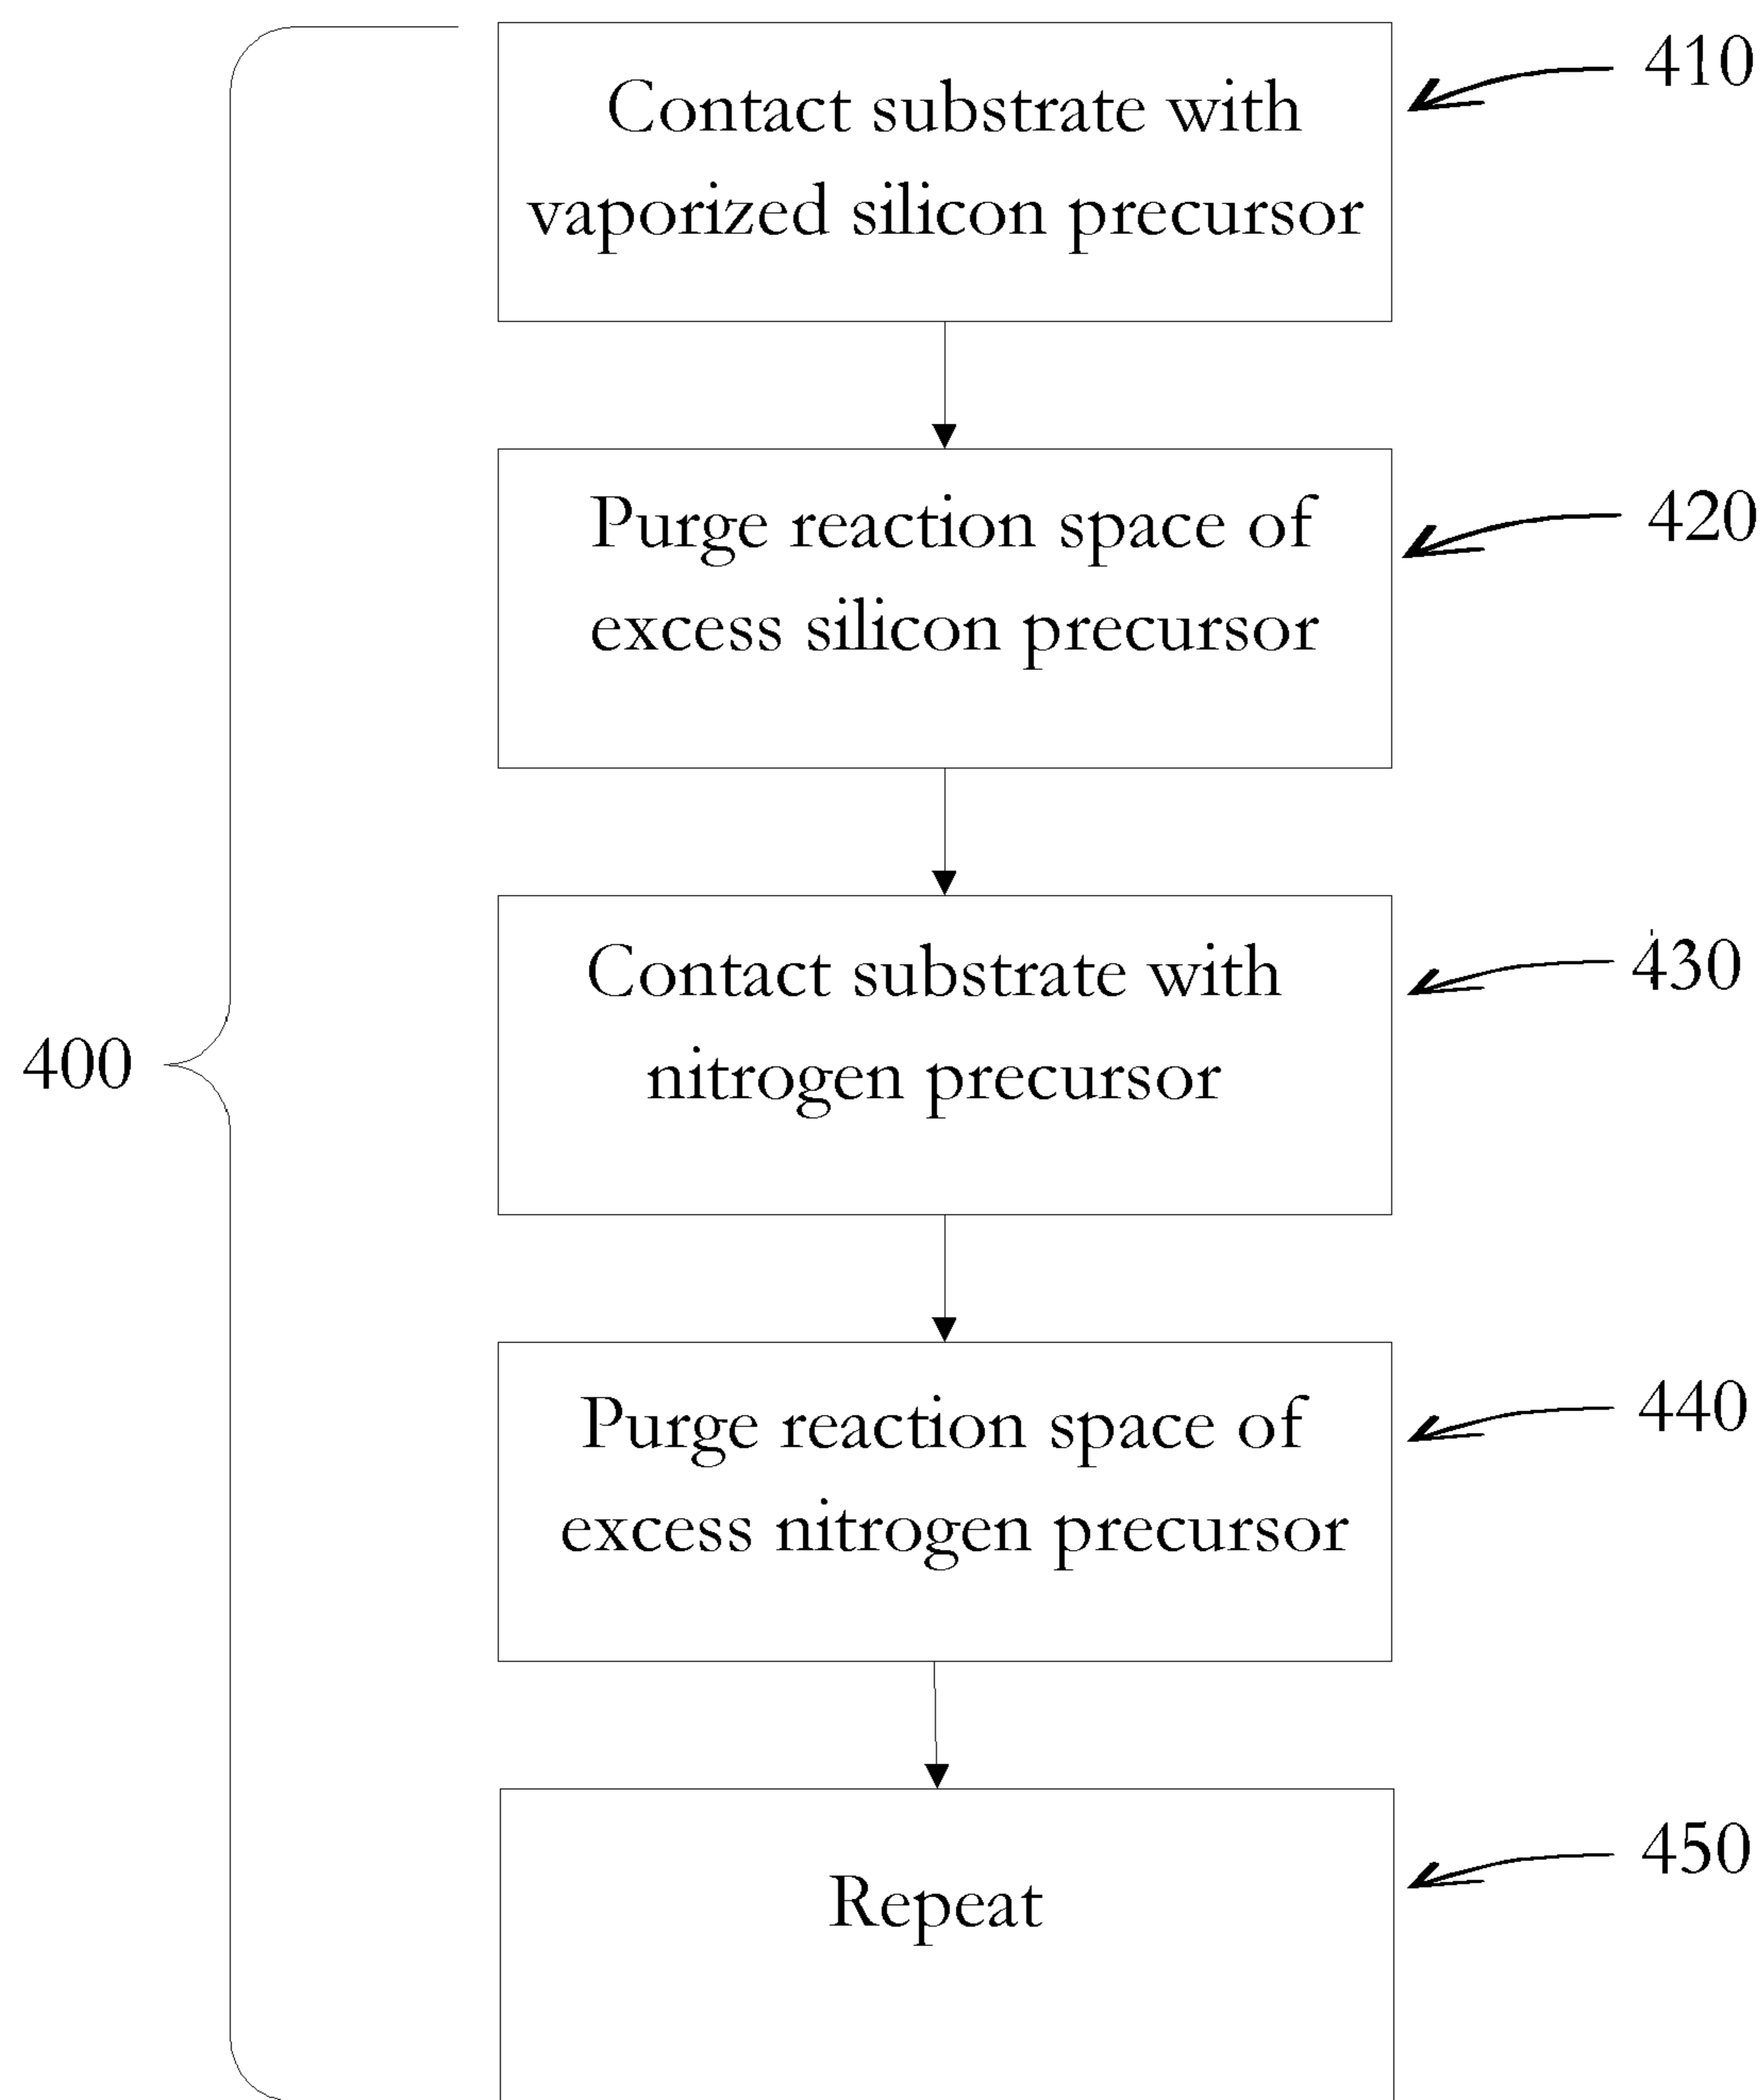 Contact substrate with
vaporized silicon precursor
410
Purge reaction space of
excess silicon precursor
420
Contact substrate with
nitrogen precursor
430
400
Purge reaction space of
excess nitrogen precursor
440
Repeat
450